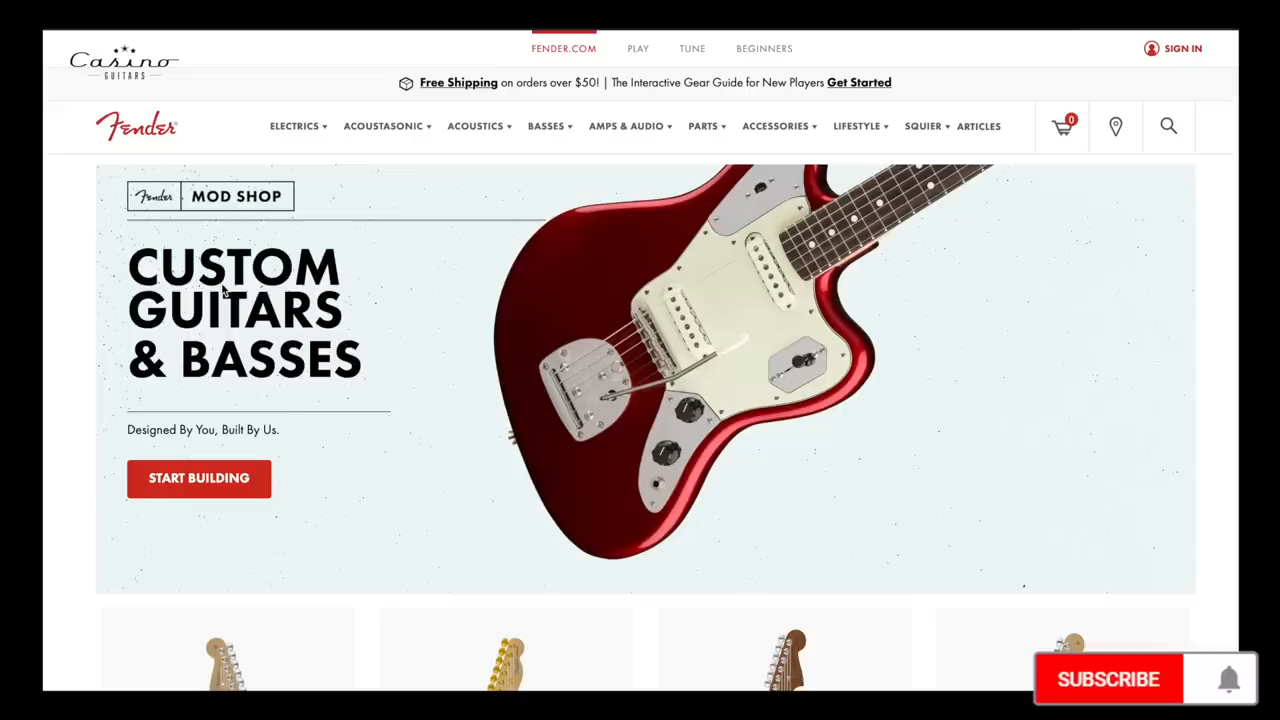 Casino
GUITARS
FENDER.COM PLAY TUNE BEGINNERS
SIGN IN
Free Shipping on orders over $50! | The Interactive Gear Guide for New Players Get Started
Fender
ELECTRICS ACOUSTASONIC ACOUSTICS BASSES AMPS & AUDIO PARTS ACCESSORIES LIFESTYLE SQUIER ARTICLES
0
Fender MOD SHOP
CUSTOM
GUITARS
& BASSES
Designed By You, Built By Us.
START BUILDING
SUBSCRIBE